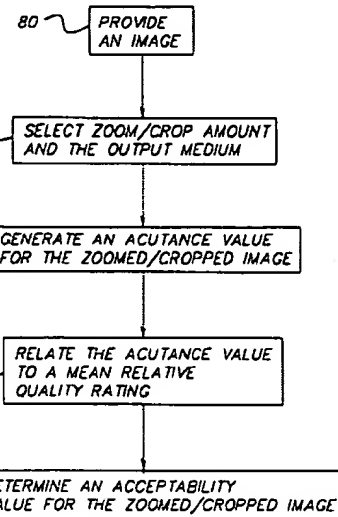 80
PROVIDE
AN IMAGE
SELECT ZOOM/CROP AMOUNT
AND THE OUTPUT MEDIUM
GENERATE AN ACUTANCE VALUE
FOR THE ZOOMED/CROPPED IMAGE
RELATE THE ACUTANCE VALUE
TO A MEAN RELATIVE
QUALITY RATING
ETERMINE AN ACCEPTABILITY
ALUE FOR THE ZOOMED/CROPPED IMAGE